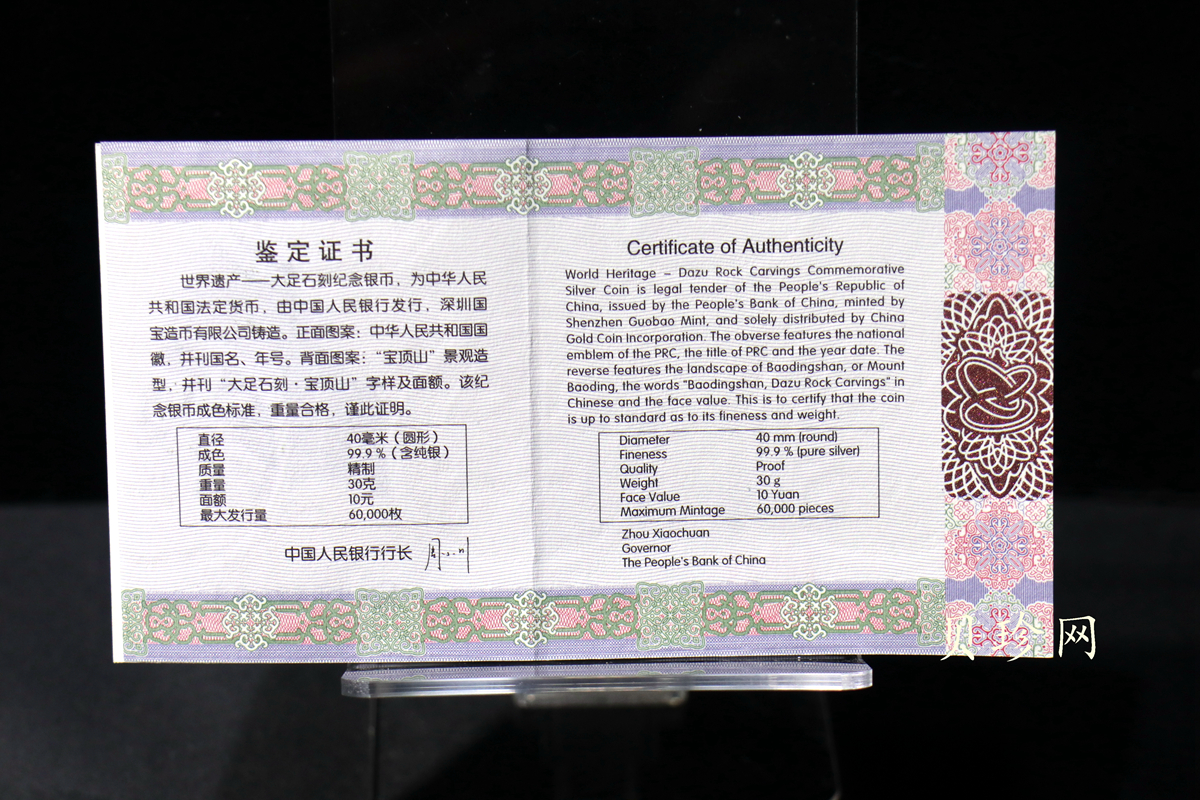 鉴定证书
世界遗产——大足石刻纪念银币，为中华人民
共和国法定货币，由中国人民银行发行，深圳国
宝造币有限公司铸造。正面图案：中华人民共和国国
徽，并刊国名、年号。背面图案：“宝顶山”景观造
型，并刊“大足石刻·宝顶山”字样及面额。该纪
念银币成色标准，重量合格，谨此证明。
直径 40毫米（圆形）
成色 99.9％（含纯银）
质量 精制
重量 30克
面额 10元
最大发行量 60,000枚
中国人民银行行长
Certificate of Authenticity
World Heritage – Dazu Rock Carvings Commemorative
Silver Coin is legal tender of the People's Republic of
China, issued by the People's Bank of China, minted by
Shenzhen Guobao Mint, and solely distributed by China
Gold Coin Incorporation. The obverse features the national
emblem of the PRC, the title of PRC and the year date. The
reverse features the landscape of Baodingshan, or Mount
Baoding, the words "Baodingshan, Dazu Rock Carvings" in
Chinese and the face value. This is to certify that the coin
is up to standard as to its fineness and weight.
Diameter 40 mm (round)
Fineness 99.9 % (pure silver)
Quality Proof
Weight 30 g
Face Value 10 Yuan
Maximum Mintage 60,000 pieces
Zhou Xiaochuan
Governor
The People's Bank of China
网